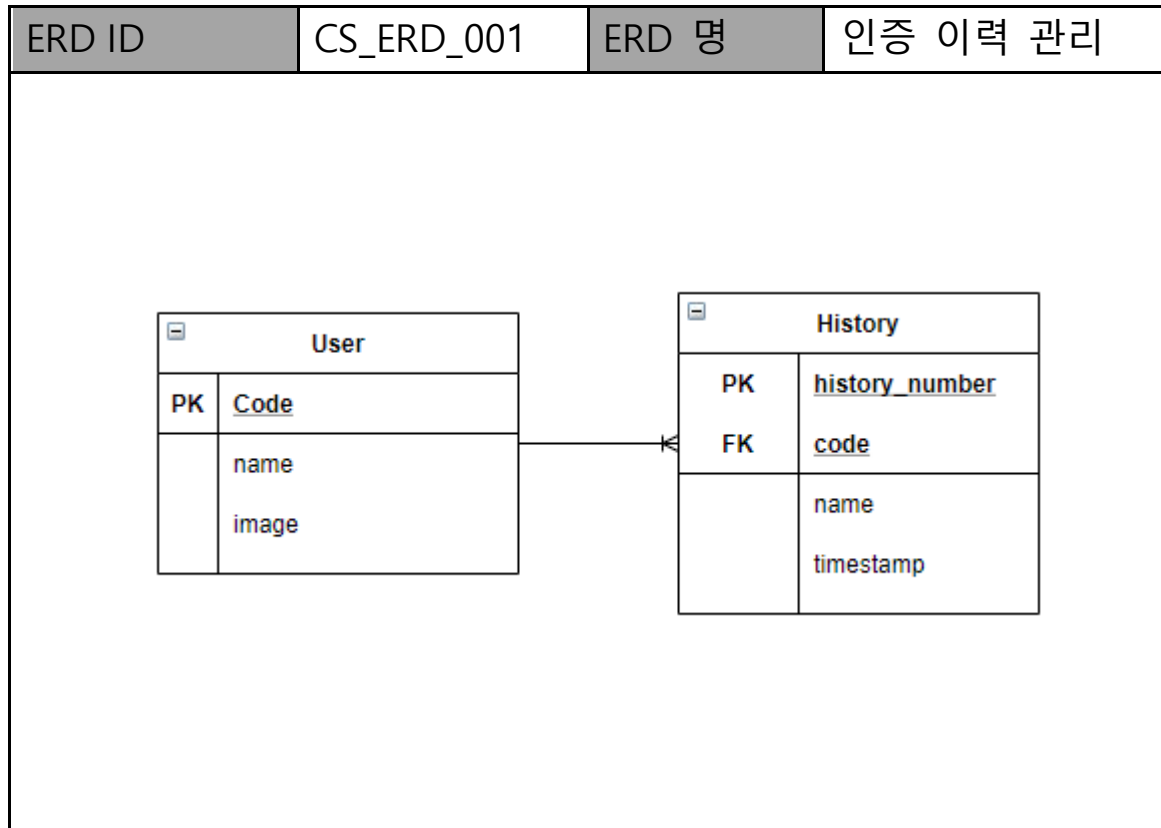 ERD ID CS_ERD_001 ERD 명 인증 이력 관리
User
PK Code
name
image
History
PK history_number
FK code
name
timestamp